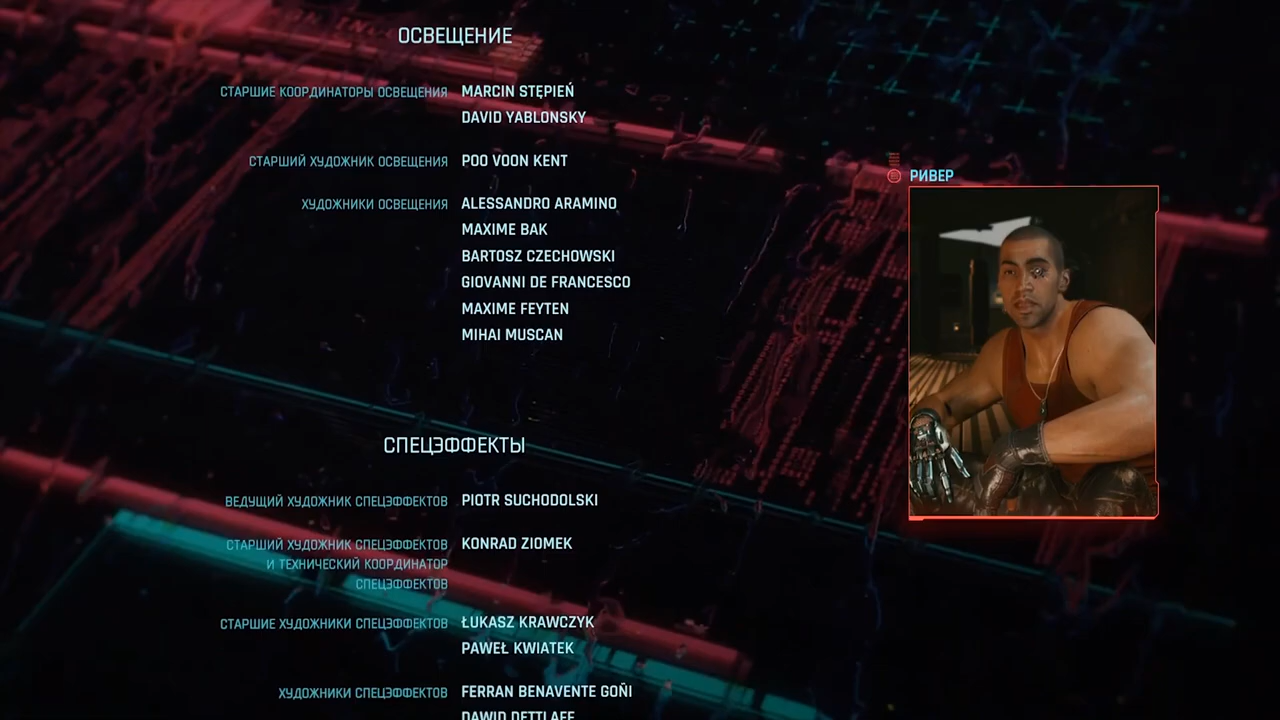 ОСВЕЩЕНИЕ
СТАРШИЕ КООРДИНАТОРЫ ОСВЕЩЕНИЯ MARCIN STĘPIEŃ
DAVID YABLONSKY
СТАРШИЙ ХУДОЖНИК ОСВЕЩЕНИЯ POO VOON KENT
ХУДОЖНИКИ ОСВЕЩЕНИЯ ALESSANDRO ARAMINO
MAXIME BAK
BARTOSZ CZECHOWSKI
GIOVANNI DE FRANCESCO
MAXIME FEYTEN
MIHAI MUSCAN
РИВЕР
СПЕЦЭФФЕКТЫ
ВЕДУЩИЙ ХУДОЖНИК СПЕЦЭФФЕКТОВ PIOTR SUCHODOLSKI
СТАРШИЙ ХУДОЖНИК СПЕЦЭФФЕКТОВ KONRAD ZIOMEK
И ТЕХНИЧЕСКИЙ КООРДИНАТОР
СПЕЦЭФФЕКТОВ
СТАРШИЕ ХУДОЖНИКИ СПЕЦЭФФЕКТОВ ŁUKASZ KRAWCZYK
PAWEŁ KWIATEK
ХУДОЖНИКИ СПЕЦЭФФЕКТОВ FERRAN BENAVENTE GOÑI
DAWID DETTLAFF